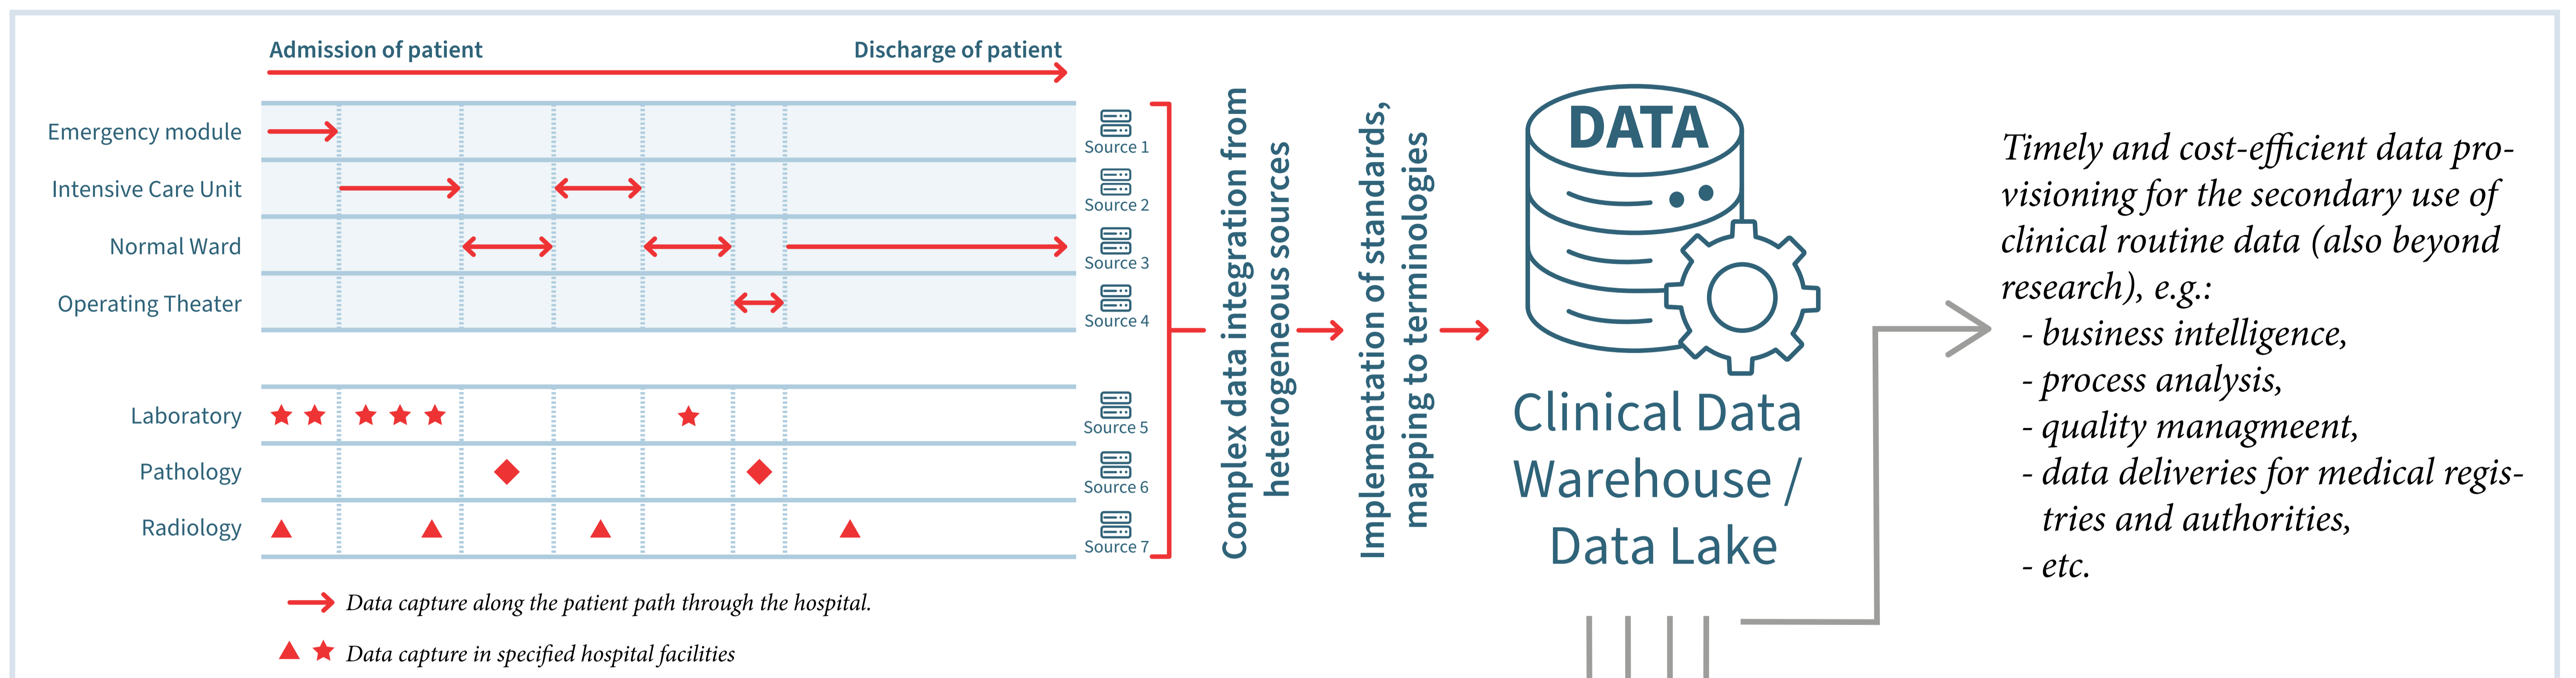 Admission of patient
Discharge of patient
Emergency module
Source 1
Intensive Care Unit
Source 2
Normal Ward
Source 3
Operating Theater
Source 4
Laboratory
Source 5
Pathology
Source 6
Radiology
Source 7
Data capture along the patient path through the hospital.
Data capture in specified hospital facilities
Complex data integration from
heterogeneous sources
Implementation of standards,
mapping to terminologies
DATA
Clinical Data
Warehouse /
Data Lake
Timely and cost-efficient data pro-
visioning for the secondary use of
clinical routine data (also beyond
research), e.g.:
- business intelligence,
- process analysis,
- quality managmeent,
- data deliveries for medical regis-
tries and authorities,
- etc.